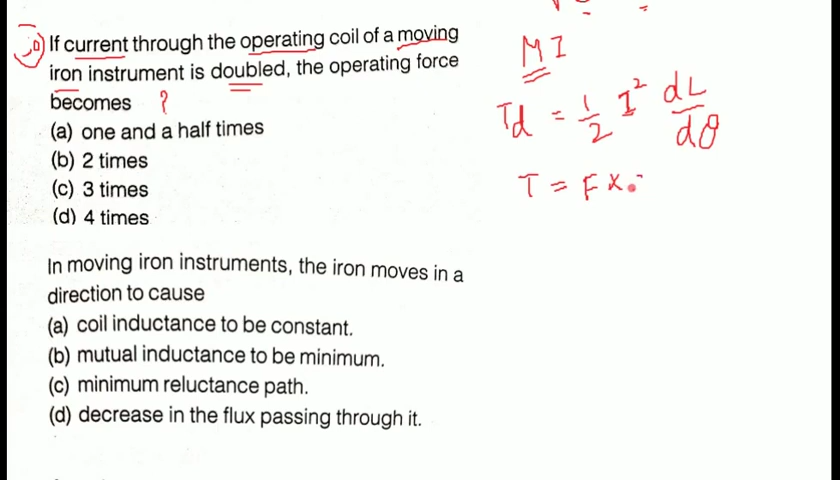 If current through the operating coil of a moving
iron instrument is doubled, the operating force
becomes ?
(a) one and a half times
(b) 2 times
(c) 3 times
(d) 4 times
MI
Td = 1/2 I² dL/dθ
T = F x
In moving iron instruments, the iron moves in a
direction to cause
(a) coil inductance to be constant.
(b) mutual inductance to be minimum.
(c) minimum reluctance path.
(d) decrease in the flux passing through it.